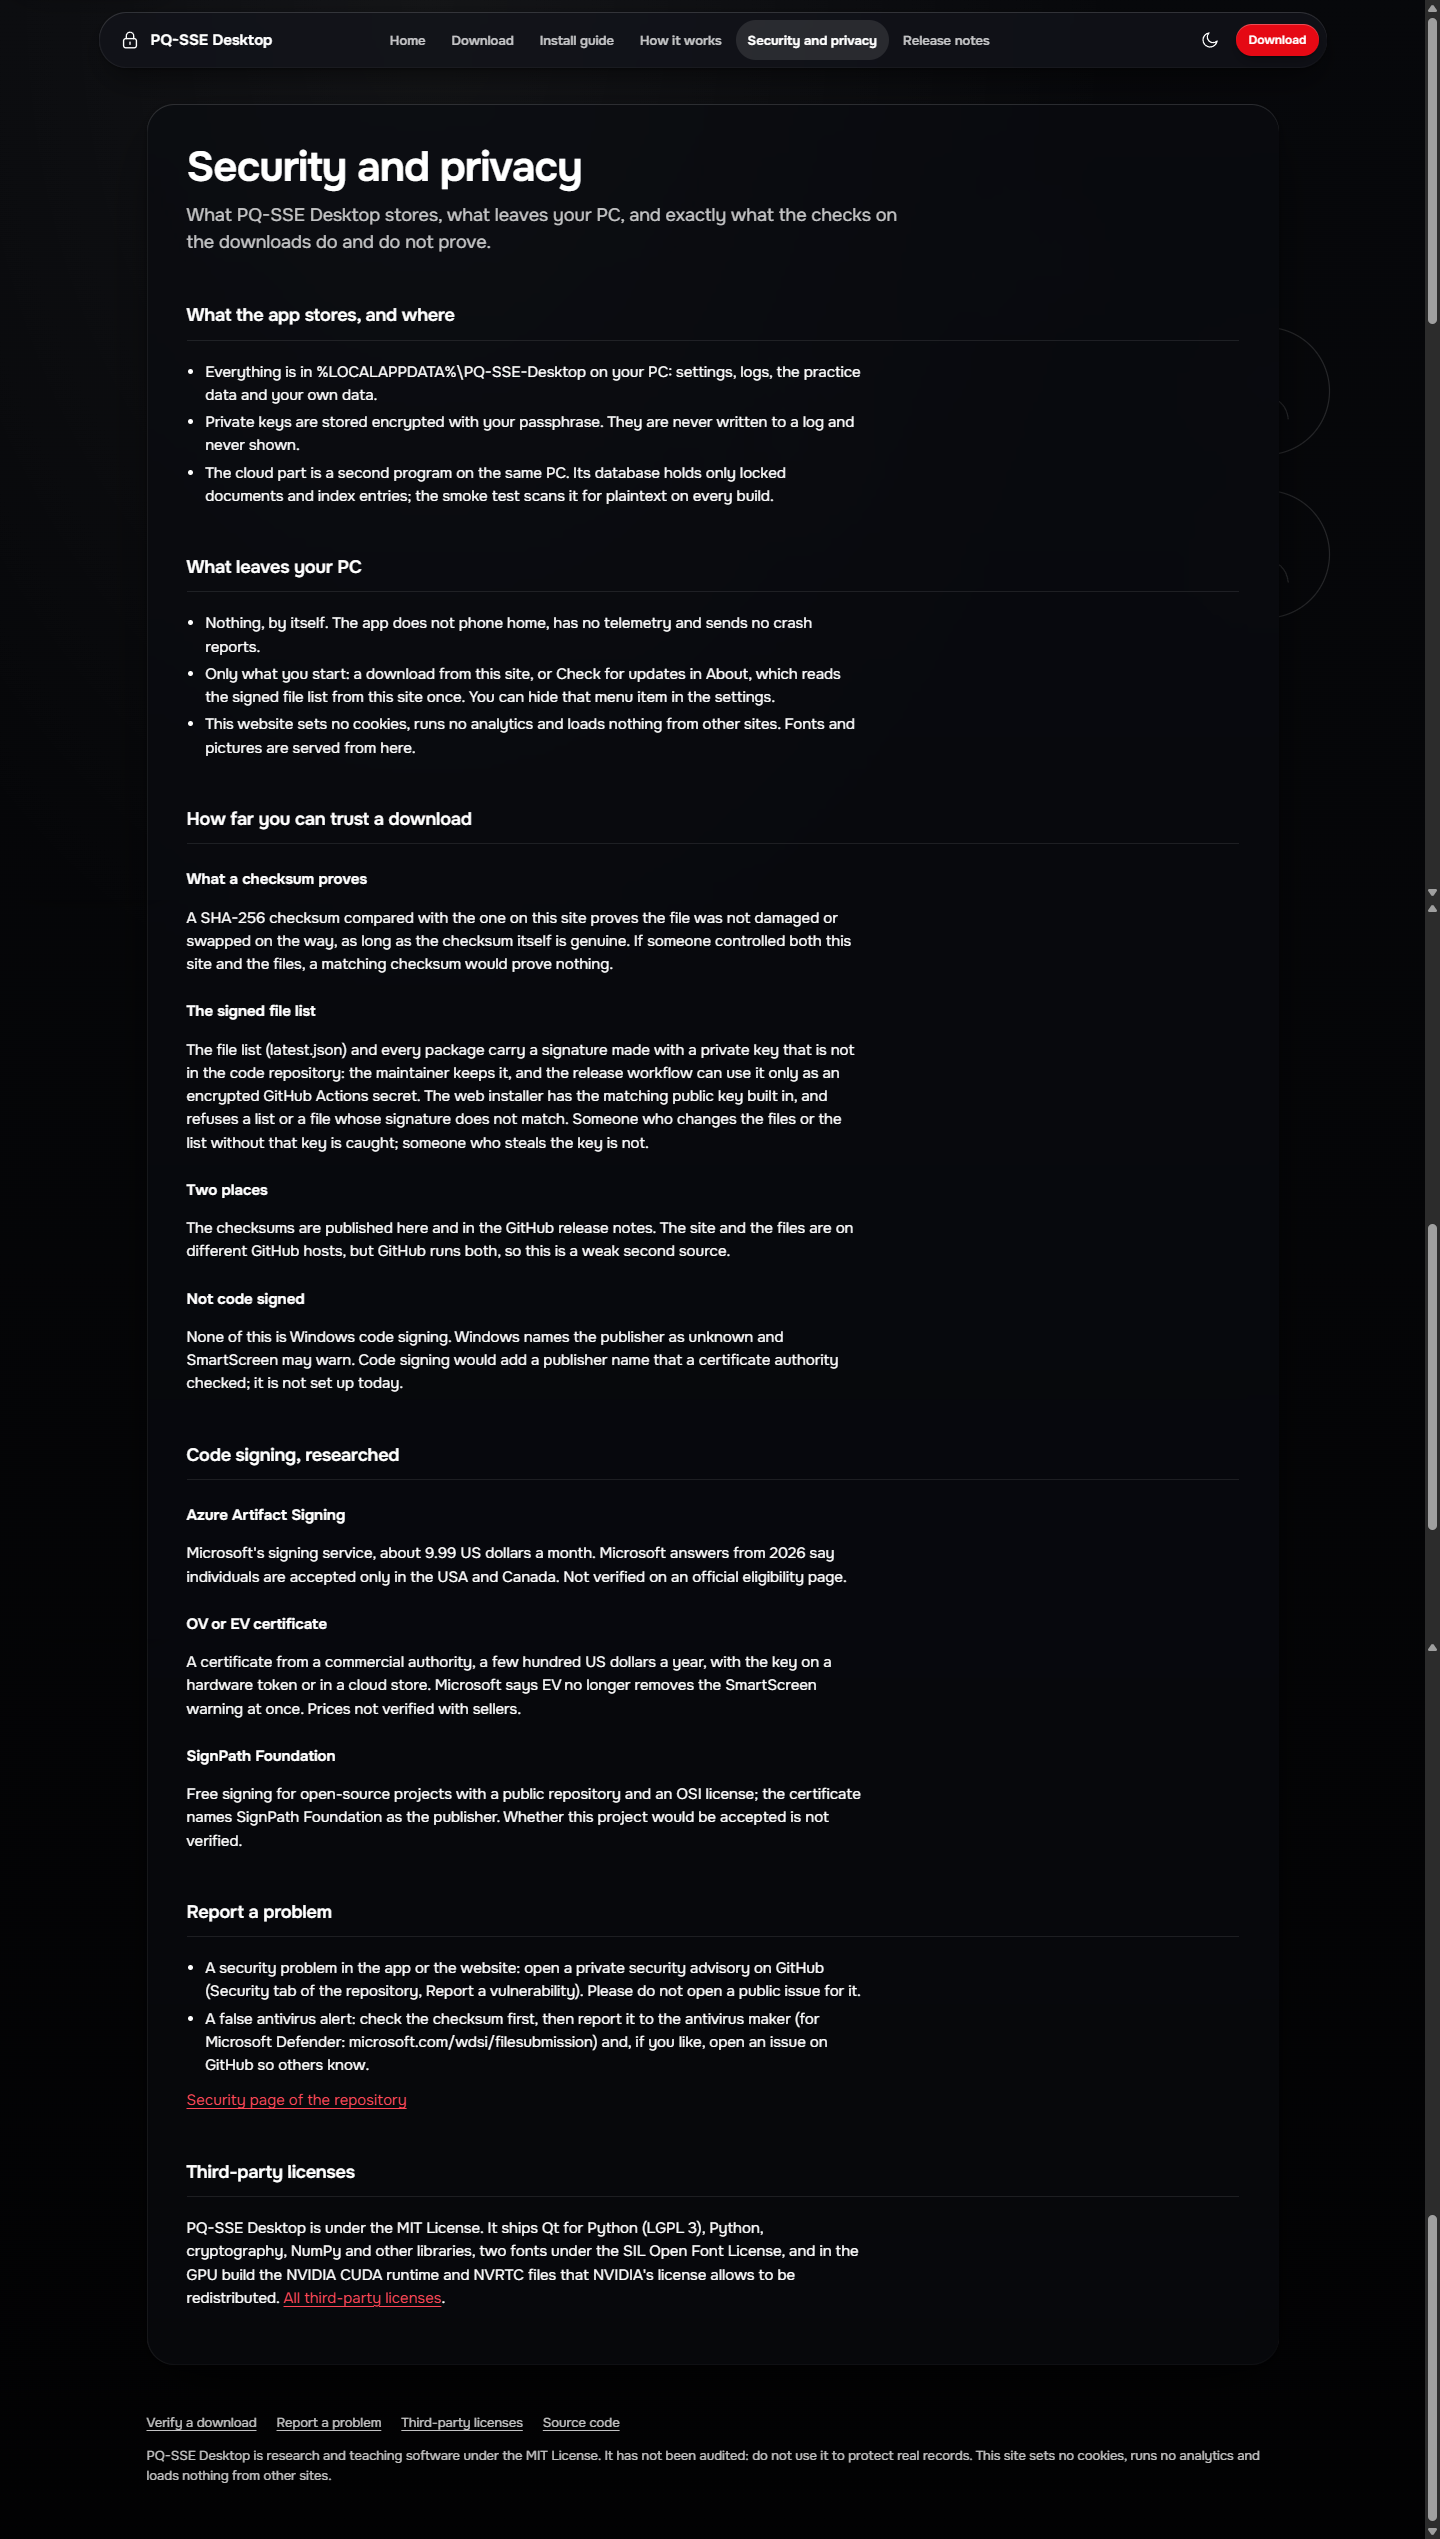 PQ-SSE Desktop
Home
Download
Install guide
How it works
Security and privacy
Release notes
Download
Security and privacy
What PQ-SSE Desktop stores, what leaves your PC, and exactly what the checks on
the downloads do and do not prove.
What the app stores, and where
• Everything is in %LOCALAPPDATA%\PQ-SSE-Desktop on your PC: settings, logs, the practice
data and your own data.
• Private keys are stored encrypted with your passphrase. They are never written to a log and
never shown.
• The cloud part is a second program on the same PC. Its database holds only locked
documents and index entries; the smoke test scans it for plaintext on every build.
What leaves your PC
• Nothing, by itself. The app does not phone home, has no telemetry and sends no crash
reports.
• Only what you start: a download from this site, or Check for updates in About, which reads
the signed file list from this site once. You can hide that menu item in the settings.
• This website sets no cookies, runs no analytics and loads nothing from other sites. Fonts and
pictures are served from here.
How far you can trust a download
What a checksum proves
A SHA-256 checksum compared with the one on this site proves the file was not damaged or
swapped on the way, as long as the checksum itself is genuine. If someone controlled both this
site and the files, a matching checksum would prove nothing.
The signed file list
The file list (latest.json) and every package carry a signature made with a private key that is not
in the code repository: the maintainer keeps it, and the release workflow can use it only as an
encrypted GitHub Actions secret. The web installer has the matching public key built in, and
refuses a list or a file whose signature does not match. Someone who changes the files or the
list without that key is caught; someone who steals the key is not.
Two places
The checksums are published here and in the GitHub release notes. The site and the files are on
different GitHub hosts, but GitHub runs both, so this is a weak second source.
Not code signed
None of this is Windows code signing. Windows names the publisher as unknown and
SmartScreen may warn. Code signing would add a publisher name that a certificate authority
checked; it is not set up today.
Code signing, researched
Azure Artifact Signing
Microsoft's signing service, about 9.99 US dollars a month. Microsoft answers from 2026 say
individuals are accepted only in the USA and Canada. Not verified on an official eligibility page.
OV or EV certificate
A certificate from a commercial authority, a few hundred US dollars a year, with the key on a
hardware token or in a cloud store. Microsoft says EV no longer removes the SmartScreen
warning at once. Prices not verified with sellers.
SignPath Foundation
Free signing for open-source projects with a public repository and an OSI license; the certificate
names SignPath Foundation as the publisher. Whether this project would be accepted is not
verified.
Report a problem
• A security problem in the app or the website: open a private security advisory on GitHub
(Security tab of the repository, Report a vulnerability). Please do not open a public issue for it.
• A false antivirus alert: check the checksum first, then report it to the antivirus maker (for
Microsoft Defender: microsoft.com/wdsi/filesubmission) and, if you like, open an issue on
GitHub so others know.
Security page of the repository
Third-party licenses
PQ-SSE Desktop is under the MIT License. It ships Qt for Python (LGPL 3), Python,
cryptography, NumPy and other libraries, two fonts under the SIL Open Font License, and in the
GPU build the NVIDIA CUDA runtime and NVRTC files that NVIDIA's license allows to be
redistributed. All third-party licenses.
Verify a download
Report a problem
Third-party licenses
Source code
PQ-SSE Desktop is research and teaching software under the MIT License. It has not been audited: do not use it to protect real records. This site sets no cookies, runs no analytics and
loads nothing from other sites.